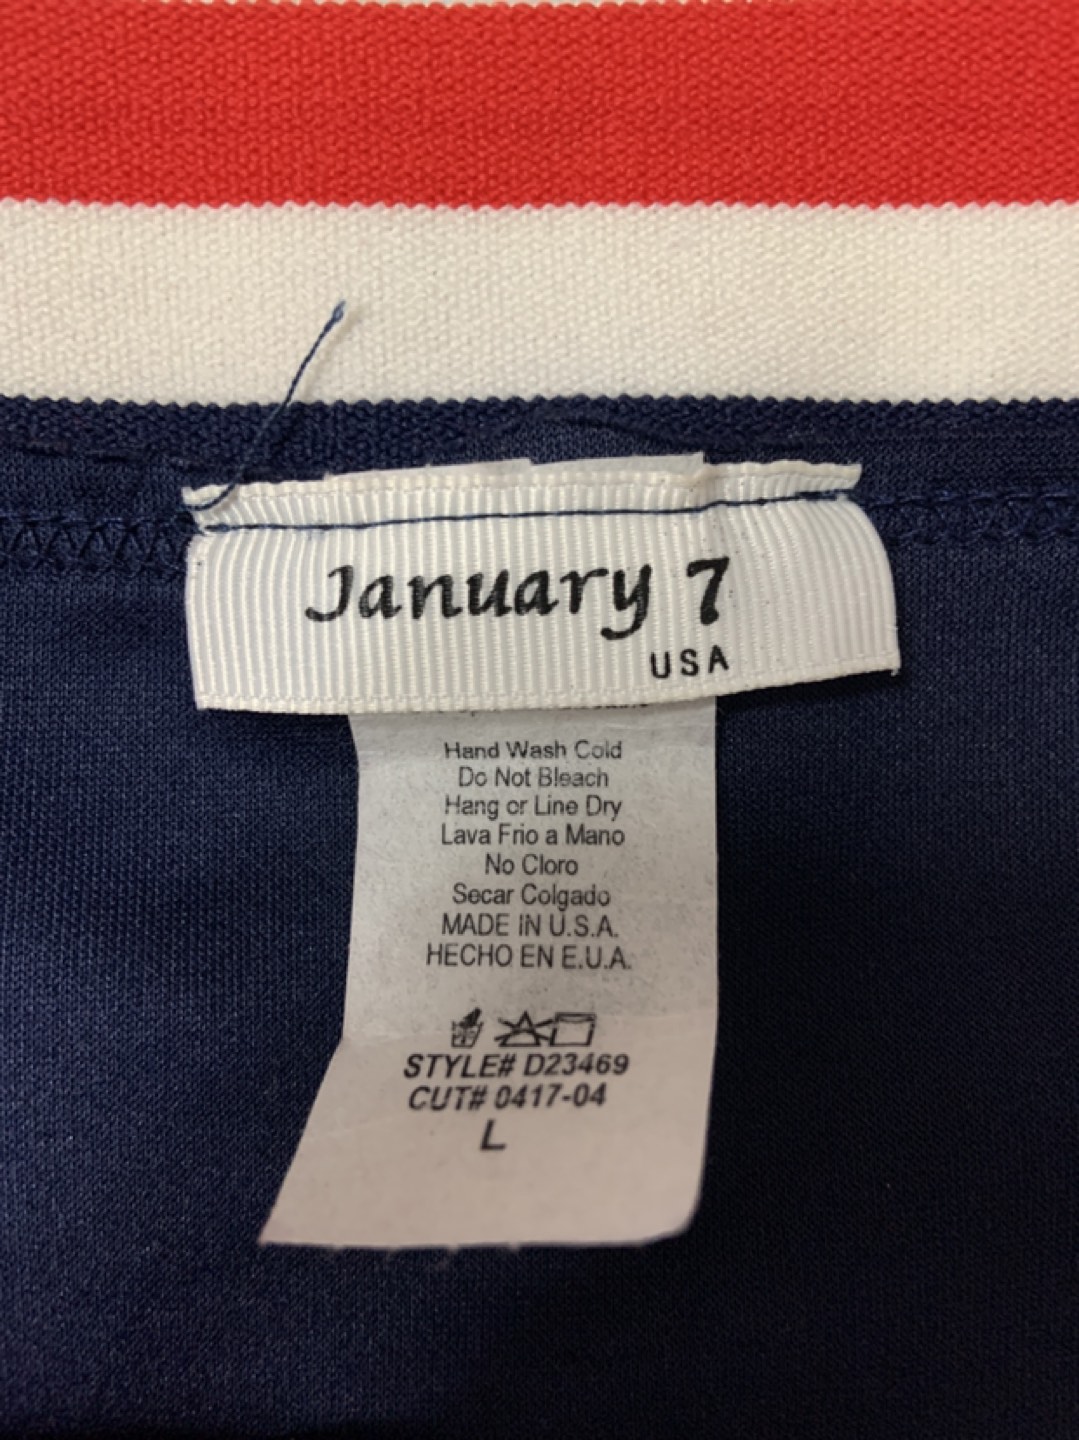 January 7
USA
Hand Wash Cold
Do Not Bleach
Hang or Line Dry
Lava Frio a Mano
No Cloro
Secar Colgado
MADE IN U.S.A.
HECHO EN E.U.A.
STYLE# D23469
CUT# 0417-04
L